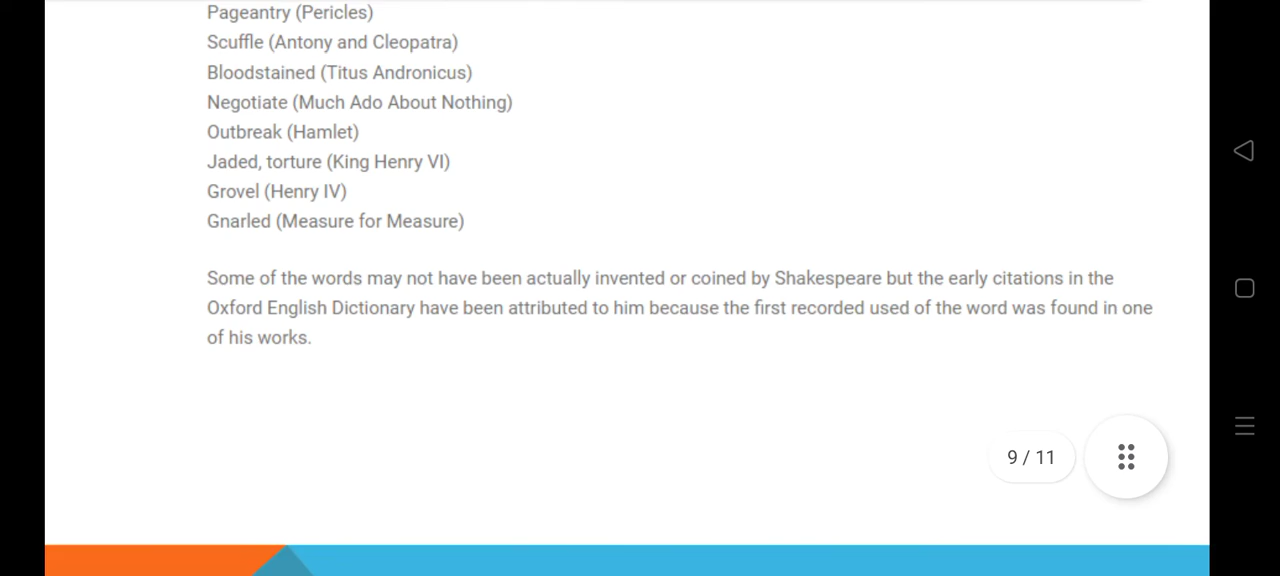 Pageantry (Pericles)
Scuffle (Antony and Cleopatra)
Bloodstained (Titus Andronicus)
Negotiate (Much Ado About Nothing)
Outbreak (Hamlet)
Jaded, torture (King Henry VI)
Grovel (Henry IV)
Gnarled (Measure for Measure)
Some of the words may not have been actually invented or coined by Shakespeare but the early citations in the
Oxford English Dictionary have been attributed to him because the first recorded used of the word was found in one
of his works.
9 / 11